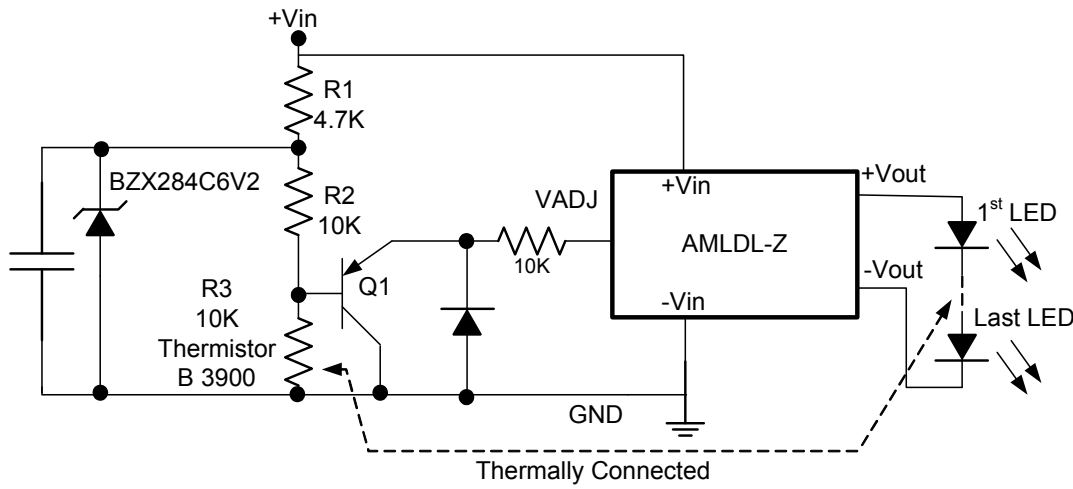 +Vin
R1
4.7K
BZX284C6V2
R2
10K
VADJ
10K
Q1
R3
10K
Thermistor
B 3900
+Vin
AMLDL-Z
-Vin
+Vout
1st LED
-Vout
Last LED
GND
Thermally Connected